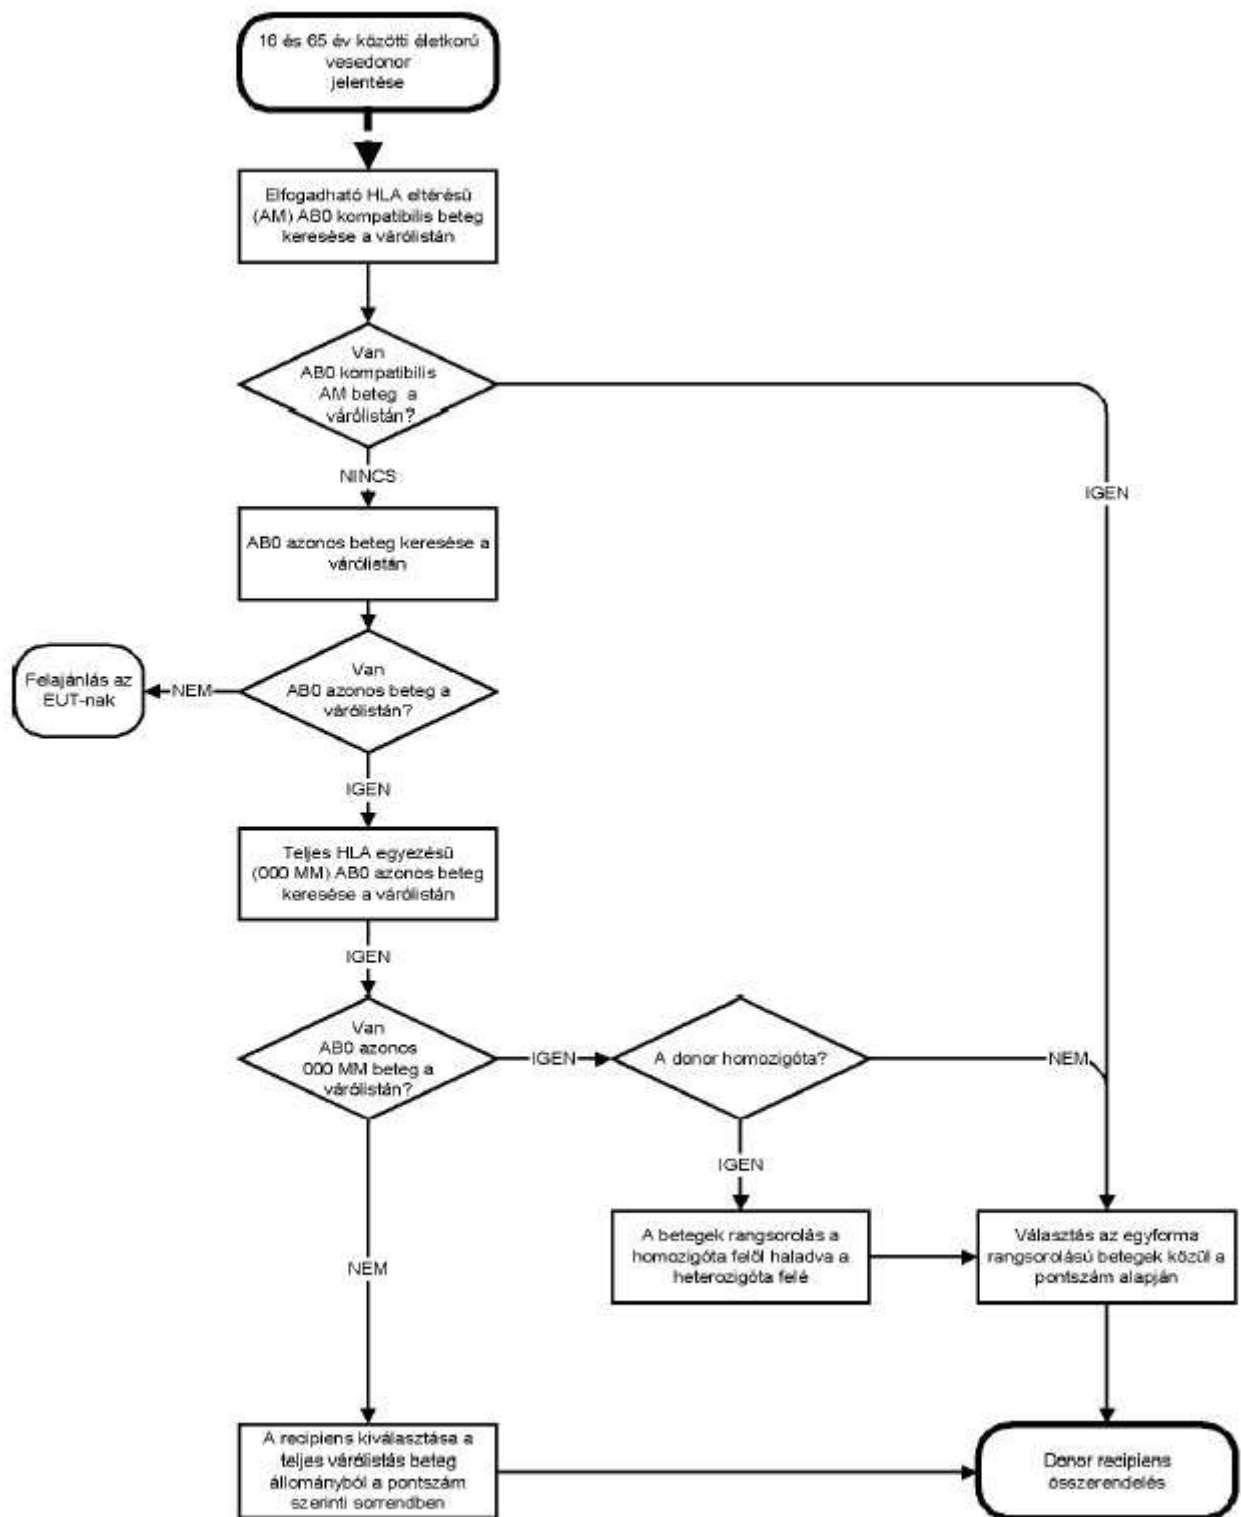 16 és 65 év közötti életkorú
vesedonor
jelentése
Elfogadható HLA eltérésű
(AM) AB0 kompatibilis beteg
keresése a várólistán
Van
AB0 kompatibilis
AM beteg a
várólistán?
NINCS
IGEN
AB0 azonos beteg keresése a
várólistán
Van
AB0 azonos beteg a
várólistán?
NEM
Felajánlás az
EUT-nak
IGEN
Teljes HLA egyezésű
(000 MM) AB0 azonos beteg
keresése a várólistán
IGEN
Van
AB0 azonos
000 MM beteg a
várólistán?
IGEN
A donor homozigóta?
NEM
IGEN
A betegek rangsorolás a
homozigóta felől haladva a
heterozigóta felé
Választás az egyforma
rangsorolású betegek közül a
pontszám alapján
NEM
A recipiens kiválasztása a
teljes várólistás beteg
állományból a pontszám
szerinti sorrendben
Donor recipiens
összerendelés